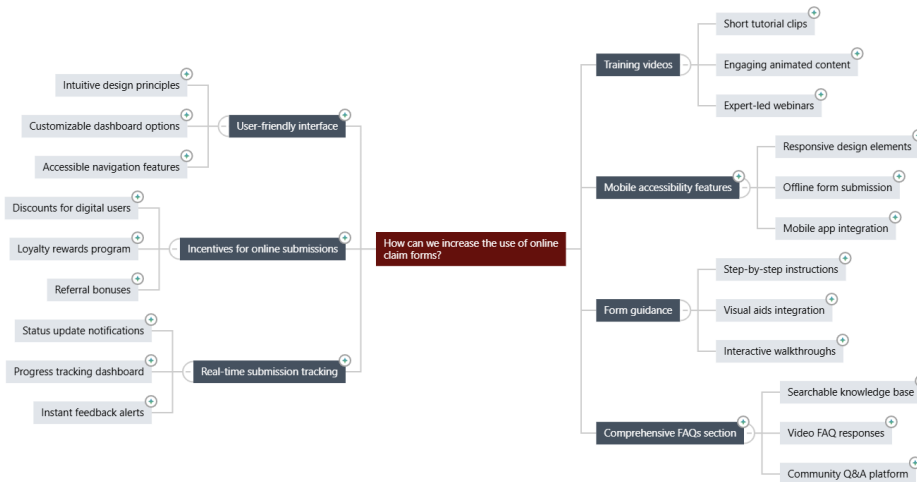 How can we increase the use of online
claim forms?
Training videos
Short tutorial clips
Engaging animated content
Expert-led webinars
Mobile accessibility features
Responsive design elements
Offline form submission
Mobile app integration
Form guidance
Step-by-step instructions
Visual aids integration
Interactive walkthroughs
Comprehensive FAQs section
Searchable knowledge base
Video FAQ responses
Community Q&A platform
User-friendly interface
Intuitive design principles
Customizable dashboard options
Accessible navigation features
Incentives for online submissions
Discounts for digital users
Loyalty rewards program
Referral bonuses
Real-time submission tracking
Status update notifications
Progress tracking dashboard
Instant feedback alerts